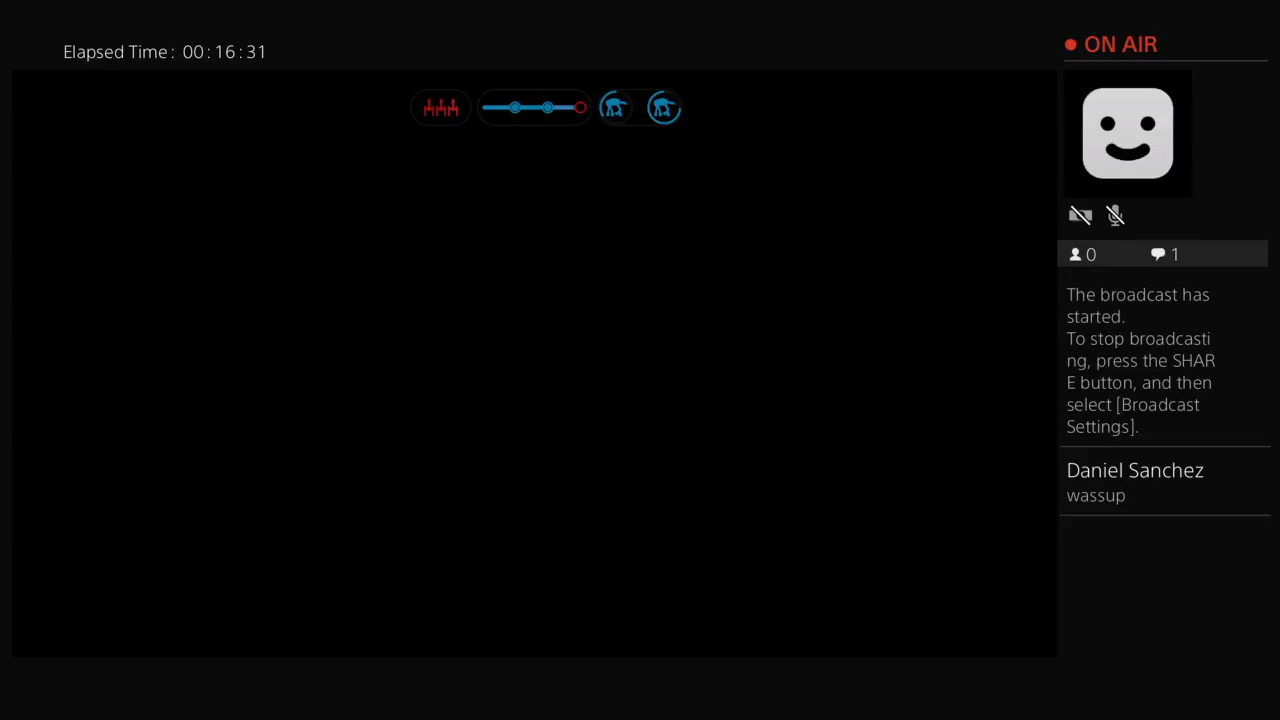 Elapsed Time: 00:16:31
ON AIR
0 1
The broadcast has
started.
To stop broadcasti
ng, press the SHAR
E button, and then
select [Broadcast
Settings].
Daniel Sanchez
wassup